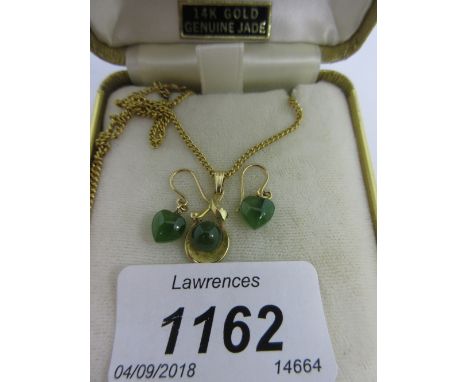 14K GOLD
GENUINE JADE
Lawrences
1162
04/09/2018 14664